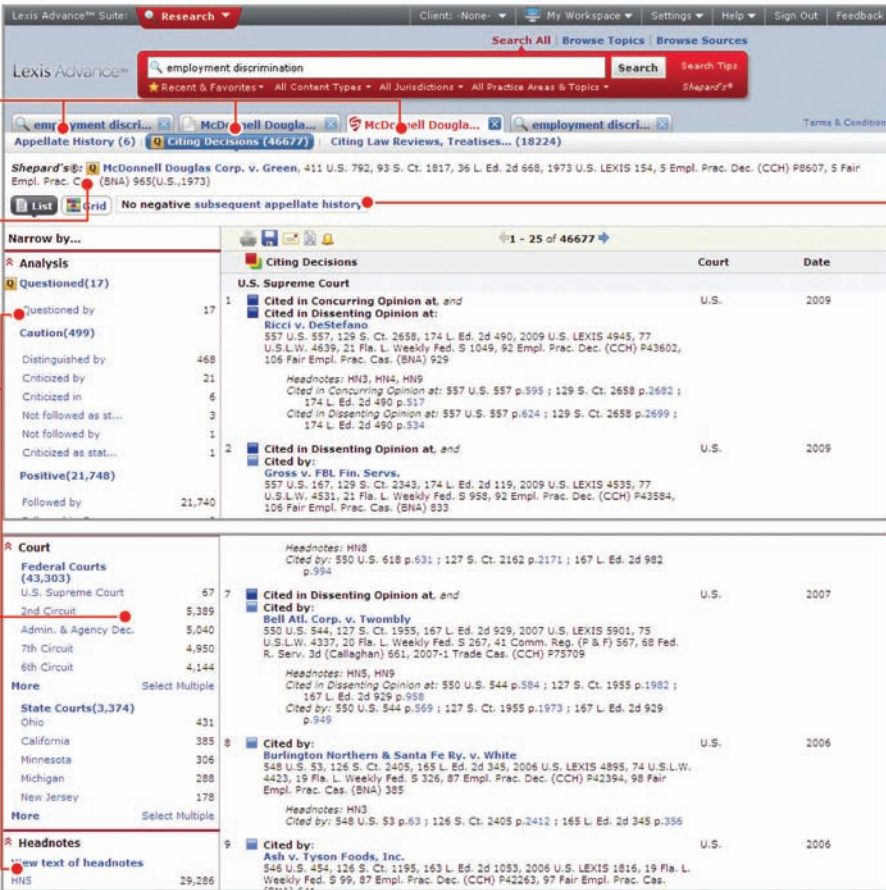 Lexis Advance™ Suite: Research Client: -None- My Workspace Settings Help Sign Out Feedback
Search All | Browse Topics | Browse Sources
Lexis Advance™ employment discrimination Search Search Tips
Recent & Favorites All Content Types All Jurisdictions All Practice Areas & Topics Shepard's®
employment discri... McDonnell Dougla... McDonnell Dougla... employment discri... Terms & Condition
Appellate History (6) Q Citing Decisions (46677) Citing Law Reviews, Treatises... (18224)
Shepard's®: Q McDonnell Douglas Corp. v. Green, 411 U.S. 792, 93 S. Ct. 1817, 36 L. Ed. 2d 668, 1973 U.S. LEXIS 154, 5 Empl. Prac. Dec. (CCH) P8607, 5 Fair
Empl. Prac. C (BNA) 965(U.S.,1973)
List Grid No negative subsequent appellate history
Narrow by... 1 - 25 of 46677
Analysis Citing Decisions Court Date
Q Questioned(17) U.S. Supreme Court
Questioned by 17
Caution(499)
Distinguished by 468
Criticized by 21
Criticized in 6
Not followed as st... 3
Not followed by 1
Criticized as stat... 1
Positive(21,748)
Followed by 21,740
1 Cited in Concurring Opinion at, and U.S. 2009
Cited in Dissenting Opinion at:
Ricci v. DeStefano
557 U.S. 557, 129 S. Ct. 2658, 174 L. Ed. 2d 490, 2009 U.S. LEXIS 4945, 77
U.S.L.W. 4639, 21 Fla. L. Weekly Fed. S 1049, 92 Empl. Prac. Dec. (CCH) P43602,
106 Fair Empl. Prac. Cas. (BNA) 929
Headnotes: HN3, HN4, HN9
Cited in Concurring Opinion at: 557 U.S. 557 p.595 ; 129 S. Ct. 2658 p.2682 ;
174 L. Ed. 2d 490 p.517
Cited in Dissenting Opinion at: 557 U.S. 557 p.624 ; 129 S. Ct. 2658 p.2699 ;
174 L. Ed. 2d 490 p.534
2 Cited in Dissenting Opinion at, and U.S. 2009
Cited by:
Gross v. FBL Fin. Servs.
557 U.S. 167, 129 S. Ct. 2343, 174 L. Ed. 2d 119, 2009 U.S. LEXIS 4535, 77
U.S.L.W. 4531, 21 Fla. L. Weekly Fed. S 958, 92 Empl. Prac. Dec. (CCH) P43584,
106 Fair Empl. Prac. Cas. (BNA) 833
Court
Federal Courts
(43,303)
U.S. Supreme Court 67
2nd Circuit 5,389
Admin. & Agency Dec. 5,040
7th Circuit 4,950
6th Circuit 4,144
More Select Multiple
State Courts(3,374)
Ohio 431
California 385
Minnesota 306
Michigan 288
New Jersey 178
More Select Multiple
Headnotes
View text of headnotes
HN5 29,286
Headnotes: HN8
Cited by: 550 U.S. 618 p.631 ; 127 S. Ct. 2162 p.2171 ; 167 L. Ed. 2d 982
p.994
7 Cited in Dissenting Opinion at, and U.S. 2007
Cited by:
Bell Atl. Corp. v. Twombly
550 U.S. 544, 127 S. Ct. 1955, 167 L. Ed. 2d 929, 2007 U.S. LEXIS 5901, 75
U.S.L.W. 4337, 20 Fla. L. Weekly Fed. S 267, 41 Comm. Reg. (P & F) 567, 68 Fed.
R. Serv. 3d (Callaghan) 661, 2007-1 Trade Cas. (CCH) P75709
Headnotes: HN5, HN9
Cited in Dissenting Opinion at: 550 U.S. 544 p.584 ; 127 S. Ct. 1955 p.1982 ;
167 L. Ed. 2d 929 p.958
Cited by: 550 U.S. 544 p.569 ; 127 S. Ct. 1955 p.1973 ; 167 L. Ed. 2d 929
p.949
8 Cited by: U.S. 2006
Burlington Northern & Santa Fe Ry. v. White
548 U.S. 53, 126 S. Ct. 2405, 165 L. Ed. 2d 345, 2006 U.S. LEXIS 4895, 74 U.S.L.W.
4423, 19 Fla. L. Weekly Fed. S 326, 87 Empl. Prac. Dec. (CCH) P42394, 98 Fair
Empl. Prac. Cas. (BNA) 385
Headnotes: HN3
Cited by: 548 U.S. 53 p.63 ; 126 S. Ct. 2405 p.2412 ; 165 L. Ed. 2d 345 p.356
9 Cited by: U.S. 2006
Ash v. Tyson Foods, Inc.
546 U.S. 454, 126 S. Ct. 1195, 163 L. Ed. 2d 1053, 2006 U.S. LEXIS 1816, 19 Fla. L.
Weekly Fed. S 99, 87 Empl. Prac. Dec. (CCH) P42263, 97 Fair Empl. Prac. Cas.